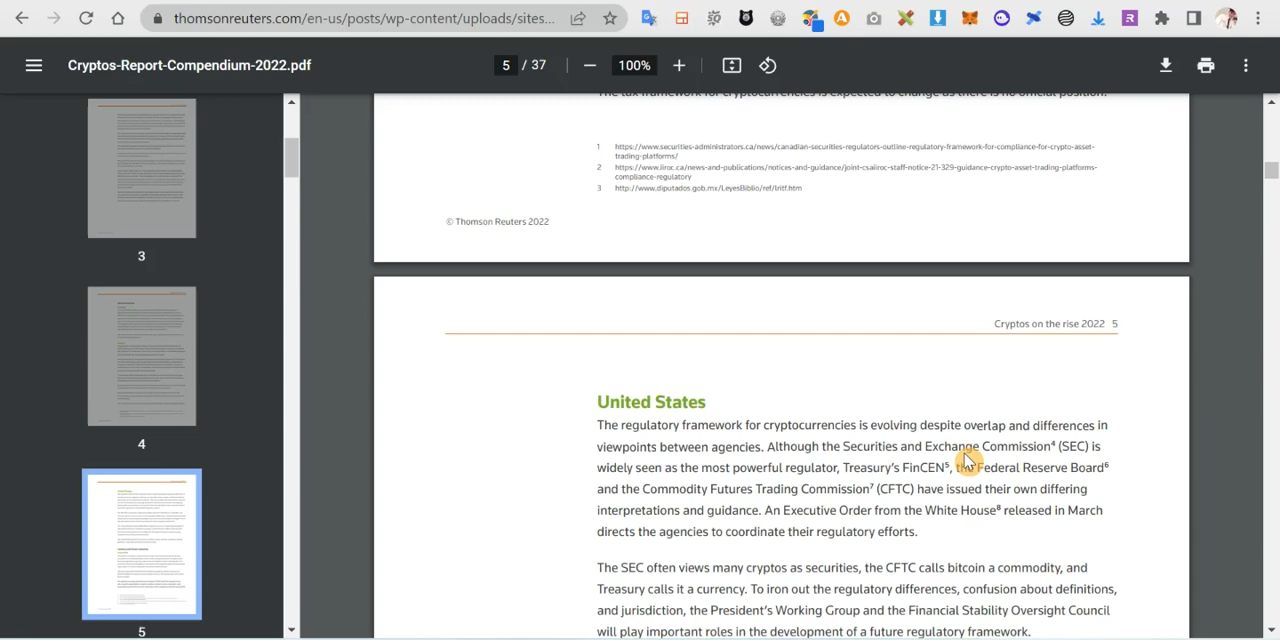 thomsonreuters.com/en-us/posts/wp-content/uploads/sites...
Cryptos-Report-Compendium-2022.pdf
5 / 37
100%
3
4
5
The tax framework for cryptocurrencies is expected to change as there is no official position.
1 https://www.securities-administrators.ca/news/canadian-securities-regulators-outline-regulatory-framework-for-compliance-for-crypto-asset-
trading-platforms/
2 https://www.iiroc.ca/news-and-publications/notices-and-guidance/joint-csaiiroc-staff-notice-21-329-guidance-crypto-asset-trading-platforms-
compliance-regulatory
3 http://www.diputados.gob.mx/LeyesBiblio/ref/lritf.htm
© Thomson Reuters 2022
Cryptos on the rise 2022 5
United States
The regulatory framework for cryptocurrencies is evolving despite overlap and differences in
viewpoints between agencies. Although the Securities and Exchange Commission⁴ (SEC) is
widely seen as the most powerful regulator, Treasury's FinCEN⁵, the Federal Reserve Board⁶
and the Commodity Futures Trading Commission⁷ (CFTC) have issued their own differing
interpretations and guidance. An Executive Order from the White House⁸ released in March
directs the agencies to coordinate their regulatory efforts.
The SEC often views many cryptos as securities, the CFTC calls bitcoin a commodity, and
Treasury calls it a currency. To iron out the regulatory differences, confusion about definitions,
and jurisdiction, the President's Working Group and the Financial Stability Oversight Council
will play important roles in the development of a future regulatory framework.